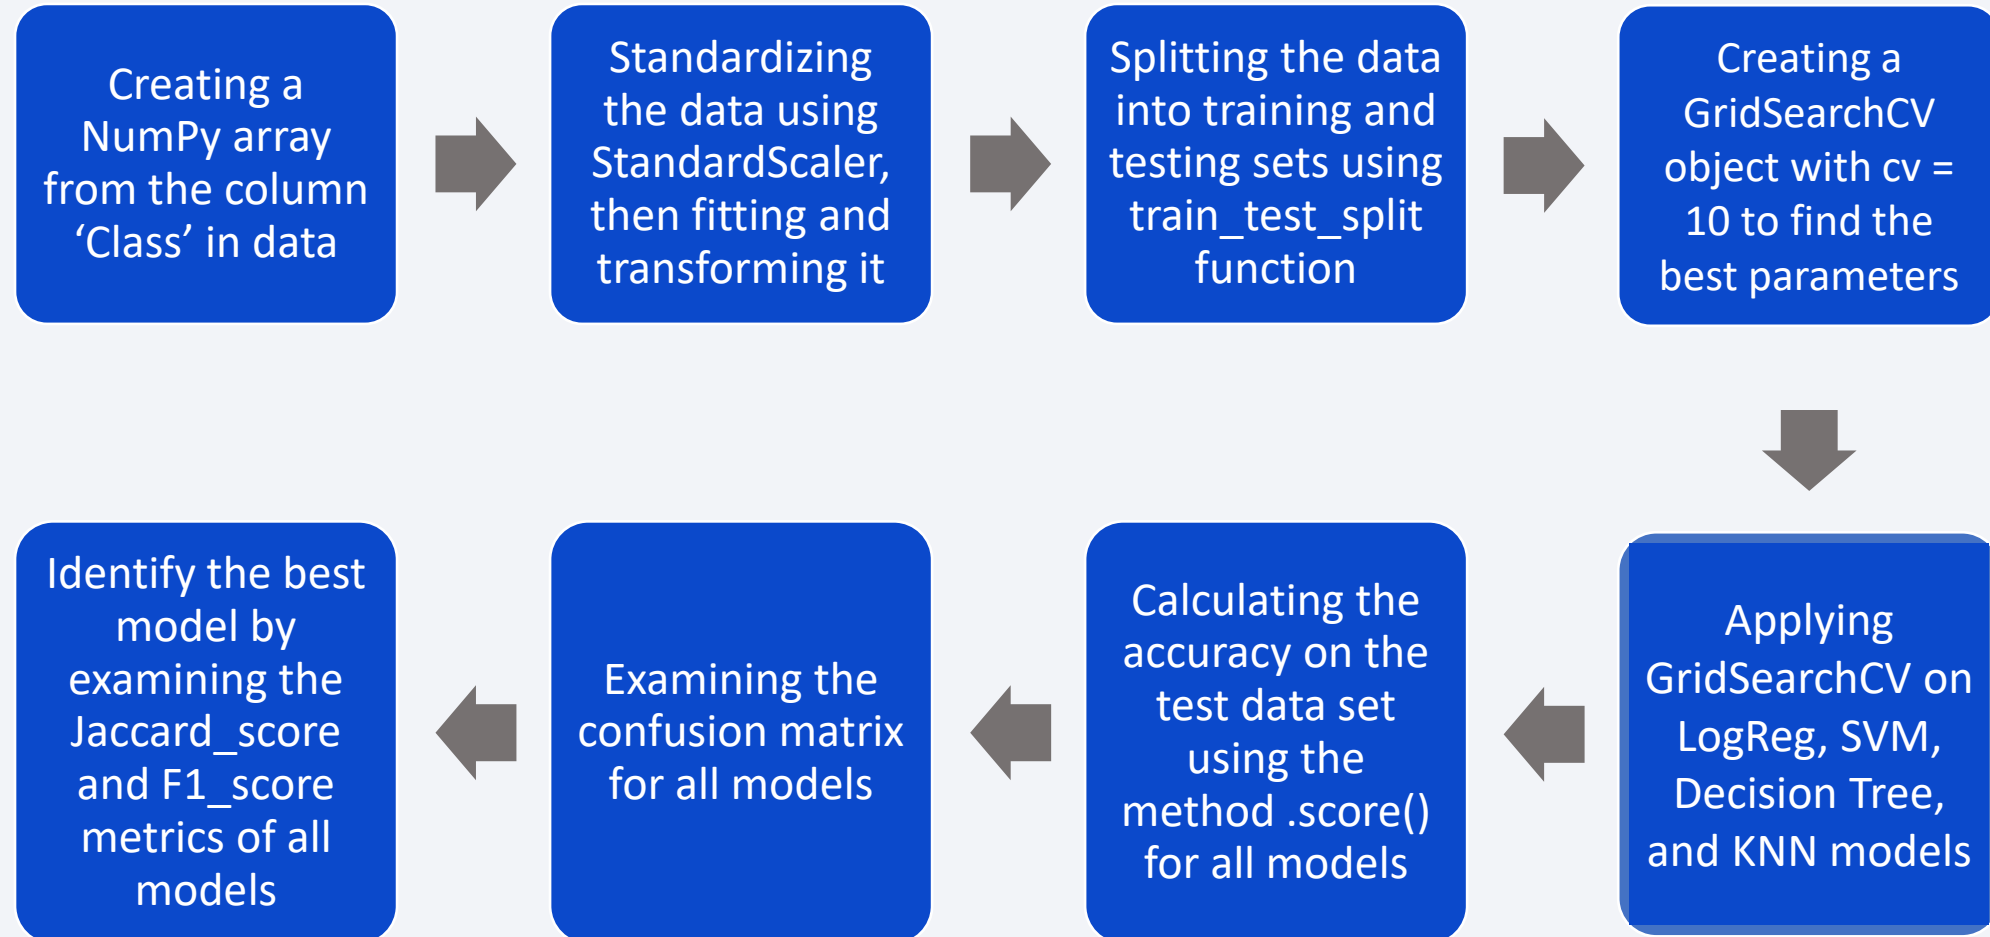 Creating a
NumPy array
from the column
‘Class’ in data
Standardizing
the data using
StandardScaler,
then fitting and
transforming it
Splitting the data
into training and
testing sets using
train_test_split
function
Creating a
GridSearchCV
object with cv =
10 to find the
best parameters
Applying
GridSearchCV on
LogReg, SVM,
Decision Tree,
and KNN models
Calculating the
accuracy on the
test data set
using the
method .score()
for all models
Examining the
confusion matrix
for all models
Identify the best
model by
examining the
Jaccard_score
and F1_score
metrics of all
models